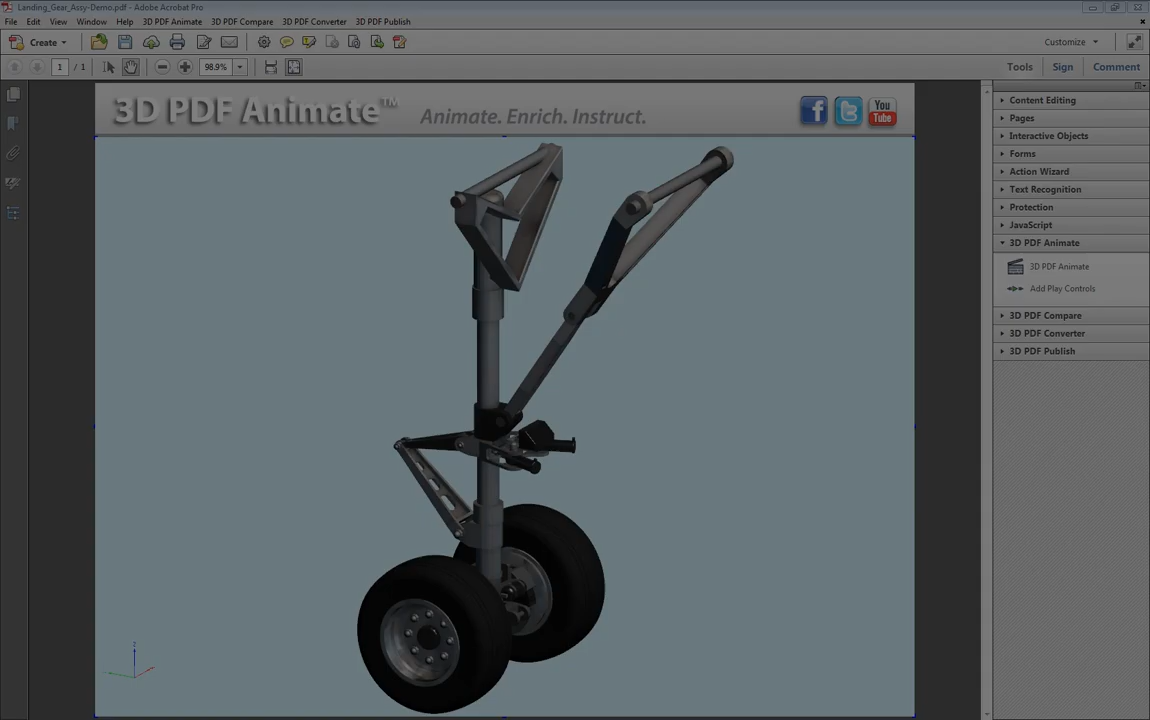 Landing_Gear_Assy-Demo.pdf - Adobe Acrobat Pro
File Edit View Window Help 3D PDF Animate 3D PDF Compare 3D PDF Converter 3D PDF Publish
Create Customize
1 / 1 98.9% Tools Sign Comment
3D PDF Animate™ Animate. Enrich. Instruct. f t You Tube
Content Editing
Pages
Interactive Objects
Forms
Action Wizard
Text Recognition
Protection
JavaScript
3D PDF Animate
3D PDF Animate
Add Play Controls
3D PDF Compare
3D PDF Converter
3D PDF Publish
z